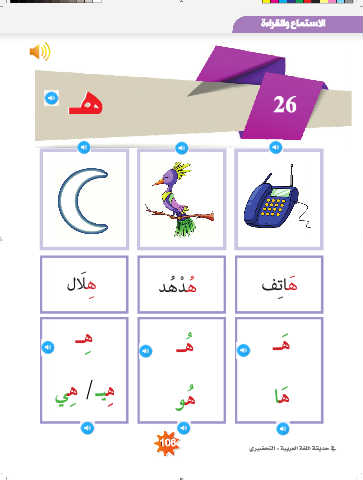 الاستماع والقراءة
26
هـ
هَاتِف
هُدْهُد
هِلَال
هَـ
هُـ
هِـ
هَا
هُو
هِيـ / هِي
في حديقة اللغة العربية - التحضيري
106